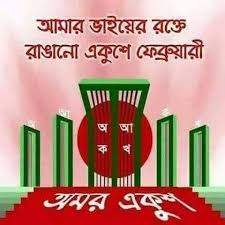 আমার ভাইয়ের রক্তে
রাঙানো একুশে ফেব্রুয়ারী
অ আ
ক খ
অমর একুশ